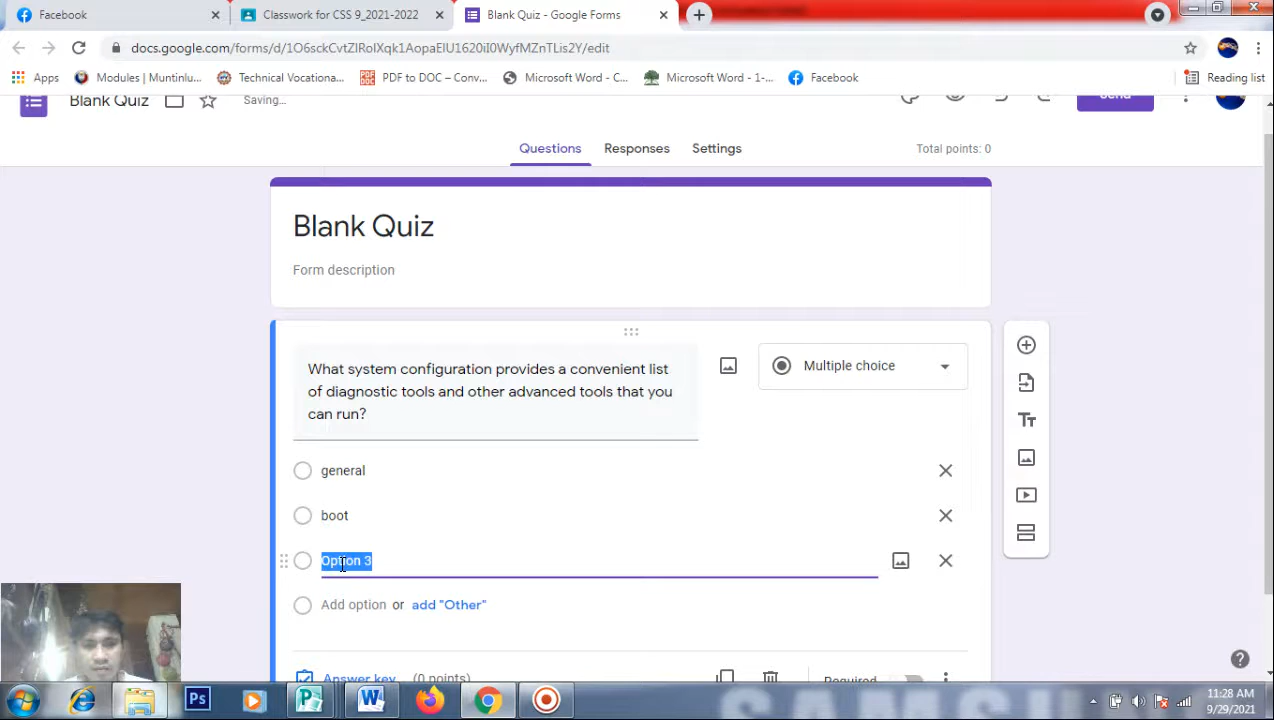 Facebook
Classwork for CSS 9_2021-2022
Blank Quiz - Google Forms
docs.google.com/forms/d/1O6sckCvtZlRolXqk1AopaElU1620iI0WyfMZnTLis2Y/edit
Apps
Modules | Muntinlu...
Technical Vocationa...
PDF to DOC – Conv...
Microsoft Word - C...
Microsoft Word - 1-...
Facebook
Reading list
Blank Quiz
Saving...
Send
Questions
Responses
Settings
Total points: 0
Blank Quiz
Form description
What system configuration provides a convenient list
of diagnostic tools and other advanced tools that you
can run?
Multiple choice
general
boot
Option 3
Add option or add "Other"
Answer key (0 points)
Required
11:28 AM
9/29/2021